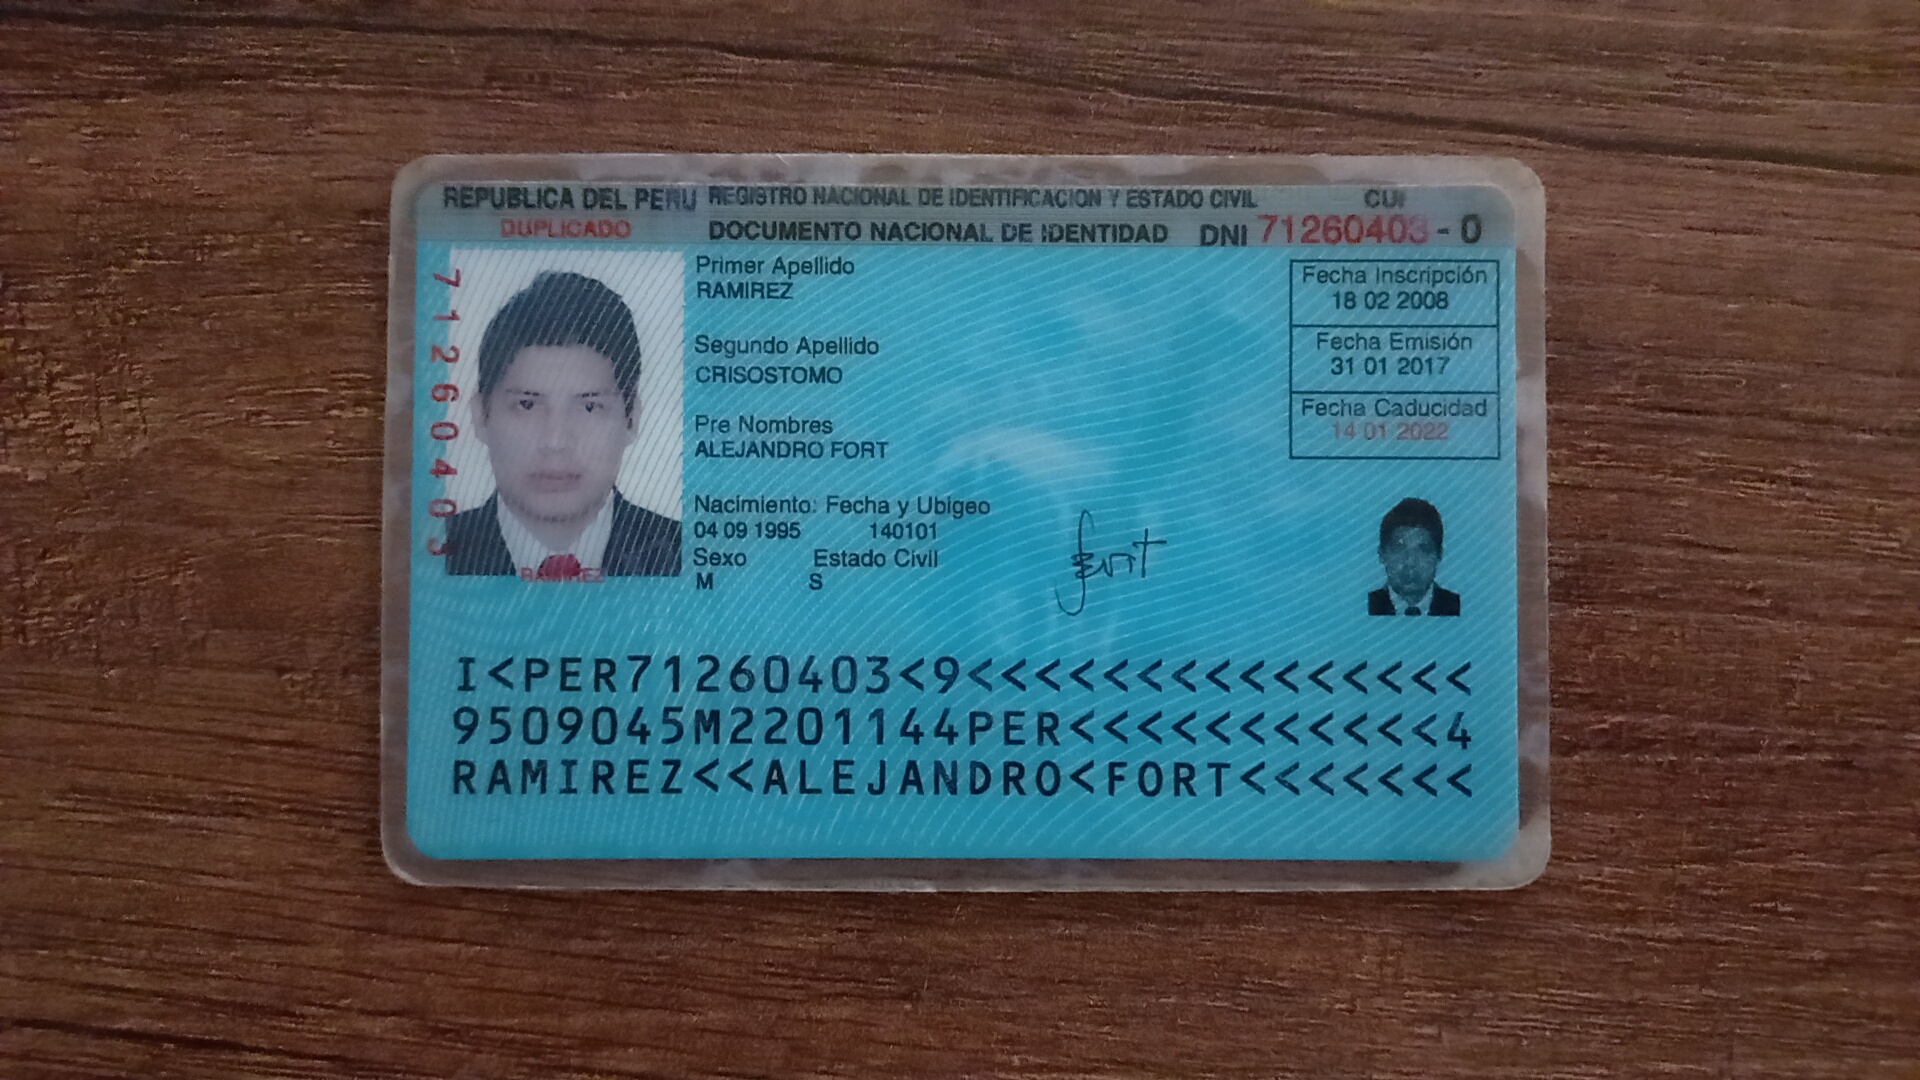 REPUBLICA DEL PERU REGISTRO NACIONAL DE IDENTIFICACION Y ESTADO CIVIL CUI
DUPLICADO DOCUMENTO NACIONAL DE IDENTIDAD DNI 71260403 - 0
71260403
Primer Apellido
RAMIREZ
Segundo Apellido
CRISOSTOMO
Pre Nombres
ALEJANDRO FORT
Nacimiento: Fecha y Ubigeo
04 09 1995 140101
Sexo Estado Civil
M S
RAMIREZ
Fecha Inscripción
18 02 2008
Fecha Emisión
31 01 2017
Fecha Caducidad
14 01 2022
I<PER71260403<9<<<<<<<<<<<<<<<
9509045M2201144PER<<<<<<<<<<<4
RAMIREZ<<ALEJANDRO<FORT<<<<<<<